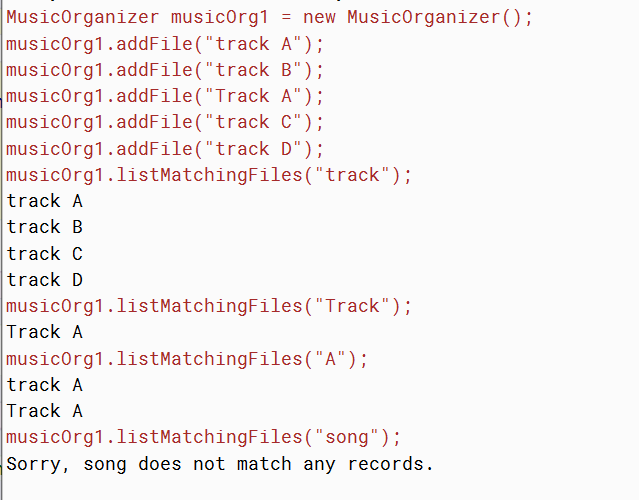 MusicOrganizer musicOrg1 = new MusicOrganizer();
musicOrg1.addFile("track A");
musicOrg1.addFile("track B");
musicOrg1.addFile("Track A");
musicOrg1.addFile("track C");
musicOrg1.addFile("track D");
musicOrg1.listMatchingFiles("track");
track A
track B
track C
track D
musicOrg1.listMatchingFiles("Track");
Track A
musicOrg1.listMatchingFiles("A");
track A
Track A
musicOrg1.listMatchingFiles("song");
Sorry, song does not match any records.